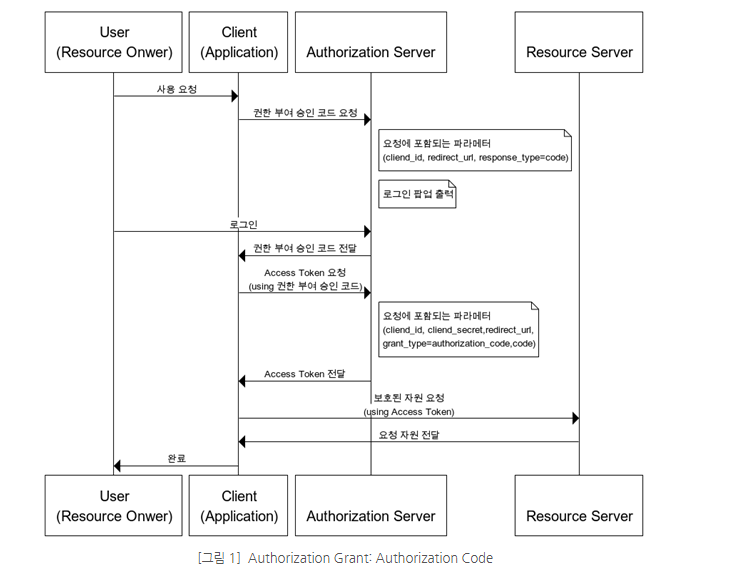 User
(Resource Onwer)
Client
(Application)
Authorization Server
Resource Server
사용 요청
권한 부여 승인 코드 요청
요청에 포함되는 파라메터
(cliend_id, redirect_url, response_type=code)
로그인 팝업 출력
로그인
권한 부여 승인 코드 전달
Access Token 요청
(using 권한 부여 승인 코드)
요청에 포함되는 파라메터
(cliend_id, cliend_secret,redirect_url,
grant_type=authorization_code,code)
Access Token 전달
보호된 자원 요청
(using Access Token)
요청 자원 전달
완료
User
(Resource Onwer)
Client
(Application)
Authorization Server
Resource Server
[그림 1] Authorization Grant: Authorization Code